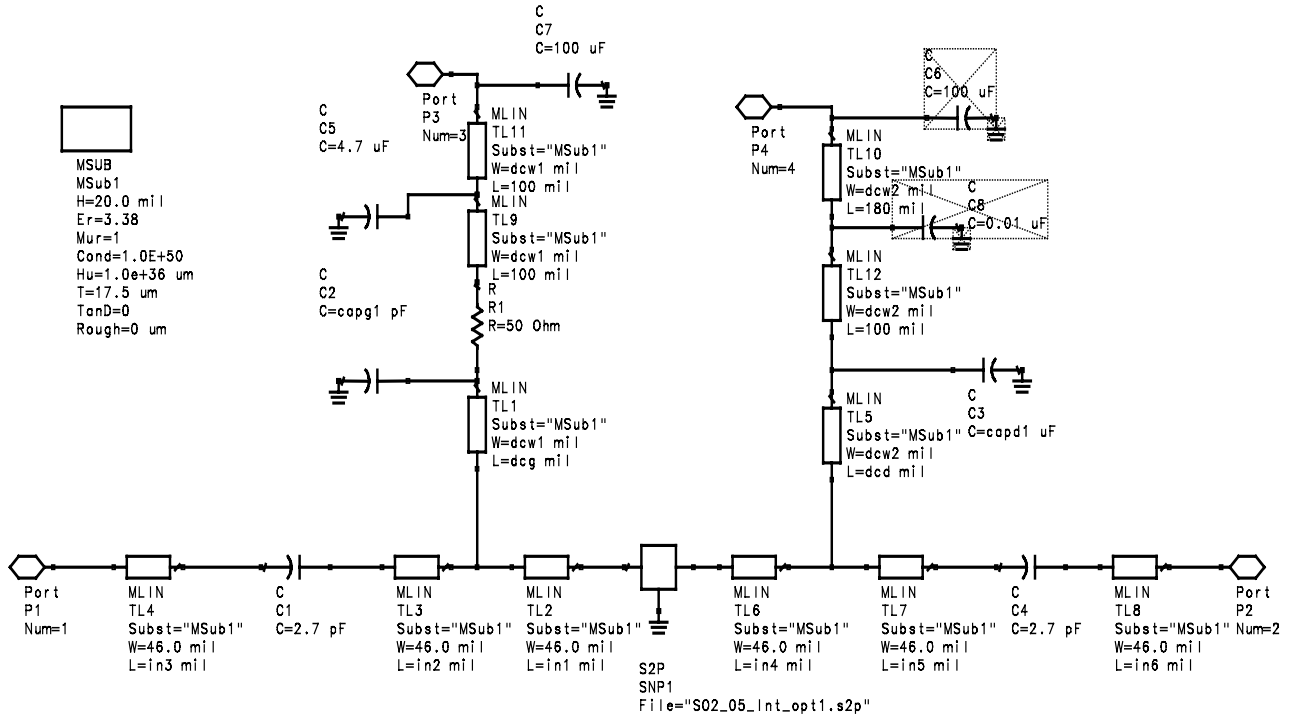 C
C7
C=100 uF
Port
P3
Num=3
C
C5
C=4.7 uF
MLIN
TL11
Subst="MSub1"
W=dcw1 mil
L=100 mil
MSUB
MSub1
H=20.0 mil
Er=3.38
Mur=1
Cond=1.0E+50
Hu=1.0e+36 um
T=17.5 um
TanD=0
Rough=0 um
MLIN
TL9
Subst="MSub1"
W=dcw1 mil
L=100 mil
C
C2
C=capg1 pF
R
R1
R=50 Ohm
MLIN
TL1
Subst="MSub1"
W=dcw1 mil
L=dcg mil
C
C6
C=100 uF
Port
P4
Num=4
MLIN
TL10
Subst="MSub1"
W=dcw2 mil
L=180 mil
C
C8
C=0.01 uF
MLIN
TL12
Subst="MSub1"
W=dcw2 mil
L=100 mil
MLIN
TL5
Subst="MSub1"
W=dcw2 mil
L=dcd mil
C
C3
C=capd1 uF
Port
P1
Num=1
MLIN
TL4
Subst="MSub1"
W=46.0 mil
L=in3 mil
C
C1
C=2.7 pF
MLIN
TL3
Subst="MSub1"
W=46.0 mil
L=in2 mil
MLIN
TL2
Subst="MSub1"
W=46.0 mil
L=in1 mil
S2P
SNP1
File="S02_05_Int_opt1.s2p"
MLIN
TL6
Subst="MSub1"
W=46.0 mil
L=in4 mil
MLIN
TL7
Subst="MSub1"
W=46.0 mil
L=in5 mil
C
C4
C=2.7 pF
MLIN
TL8
Subst="MSub1"
W=46.0 mil
L=in6 mil
Port
P2
Num=2